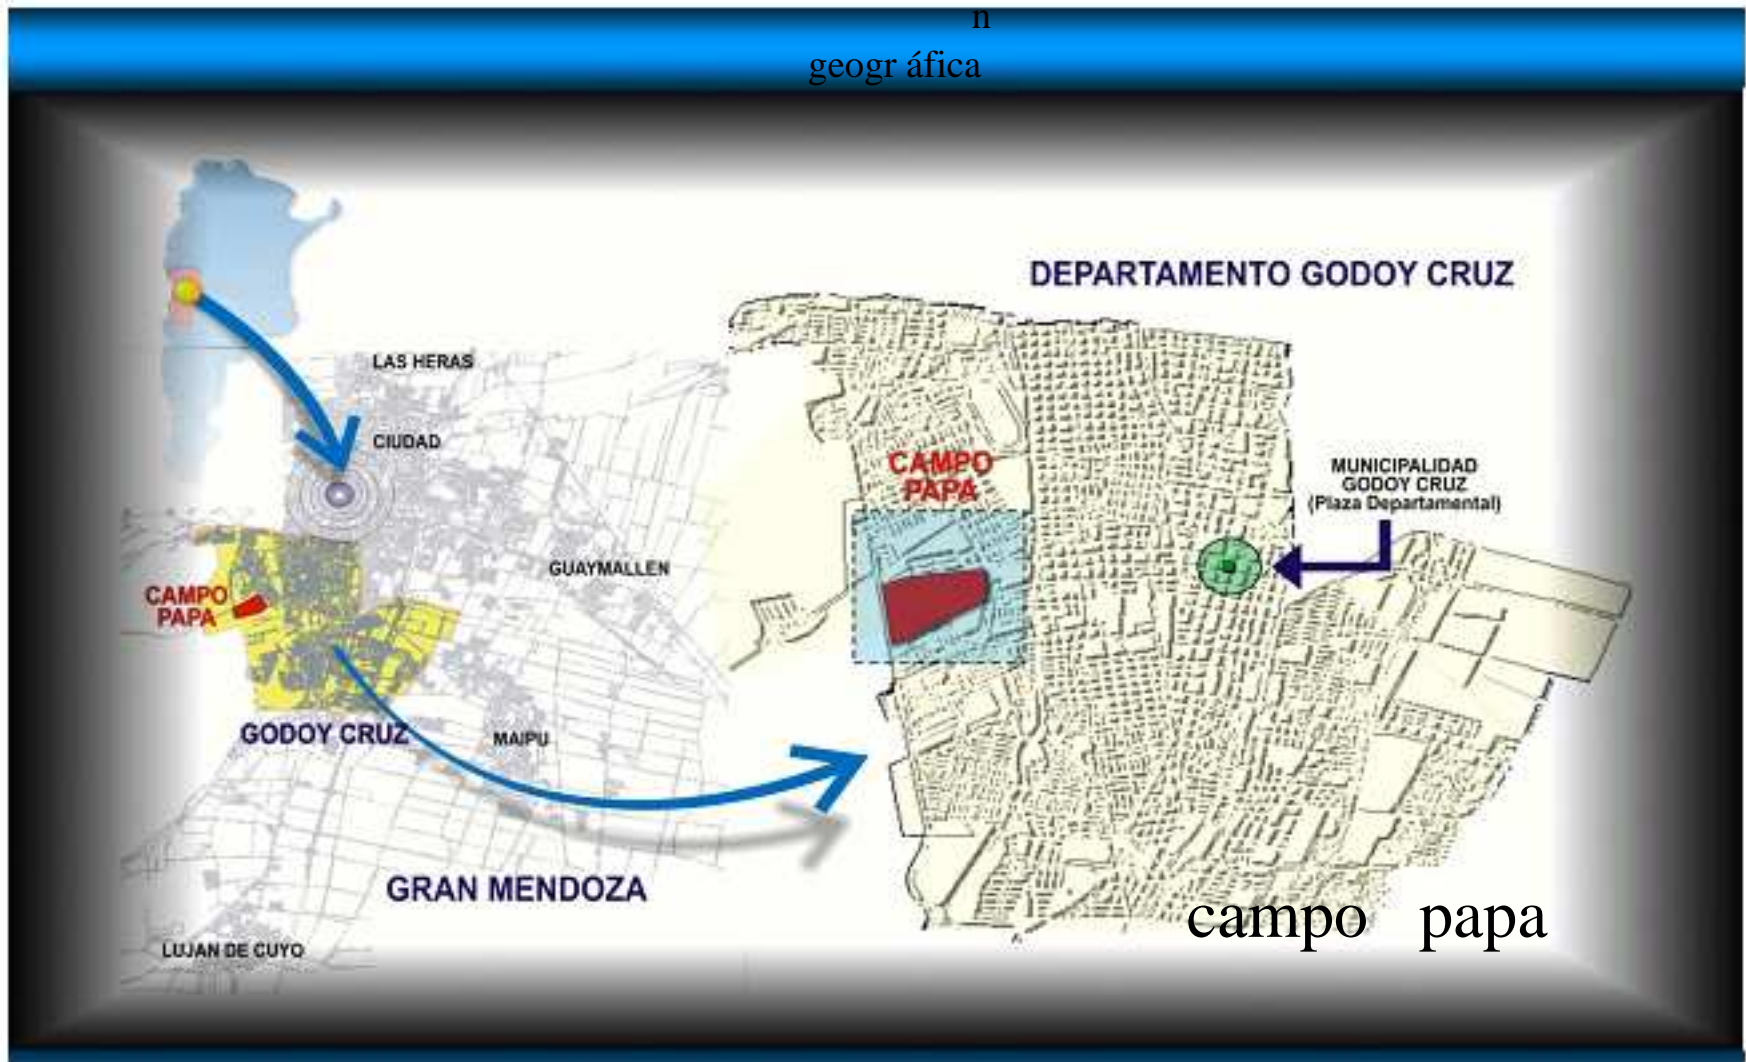 n
geogr áfica
DEPARTAMENTO GODOY CRUZ
LAS HERAS
CIUDAD
CAMPO
PAPA
MUNICIPALIDAD
GODOY CRUZ
(Plaza Departamental)
GUAYMALLEN
CAMPO
PAPA
GODOY CRUZ
MAIPU
GRAN MENDOZA
campo papa
LUJAN DE CUYO